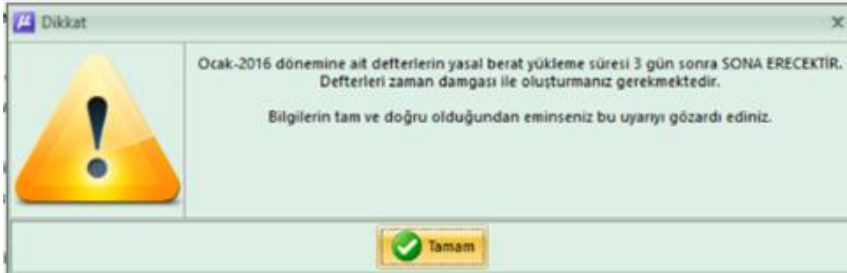 Dikkat
Ocak-2016 dönemine ait defterlerin yasal berat yükleme süresi 3 gün sonra SONA ERECEKTİR.
Defterleri zaman damgası ile oluşturmanız gerekmektedir.
Bilgilerin tam ve doğru olduğundan eminseniz bu uyarıyı gözardı ediniz.
Tamam